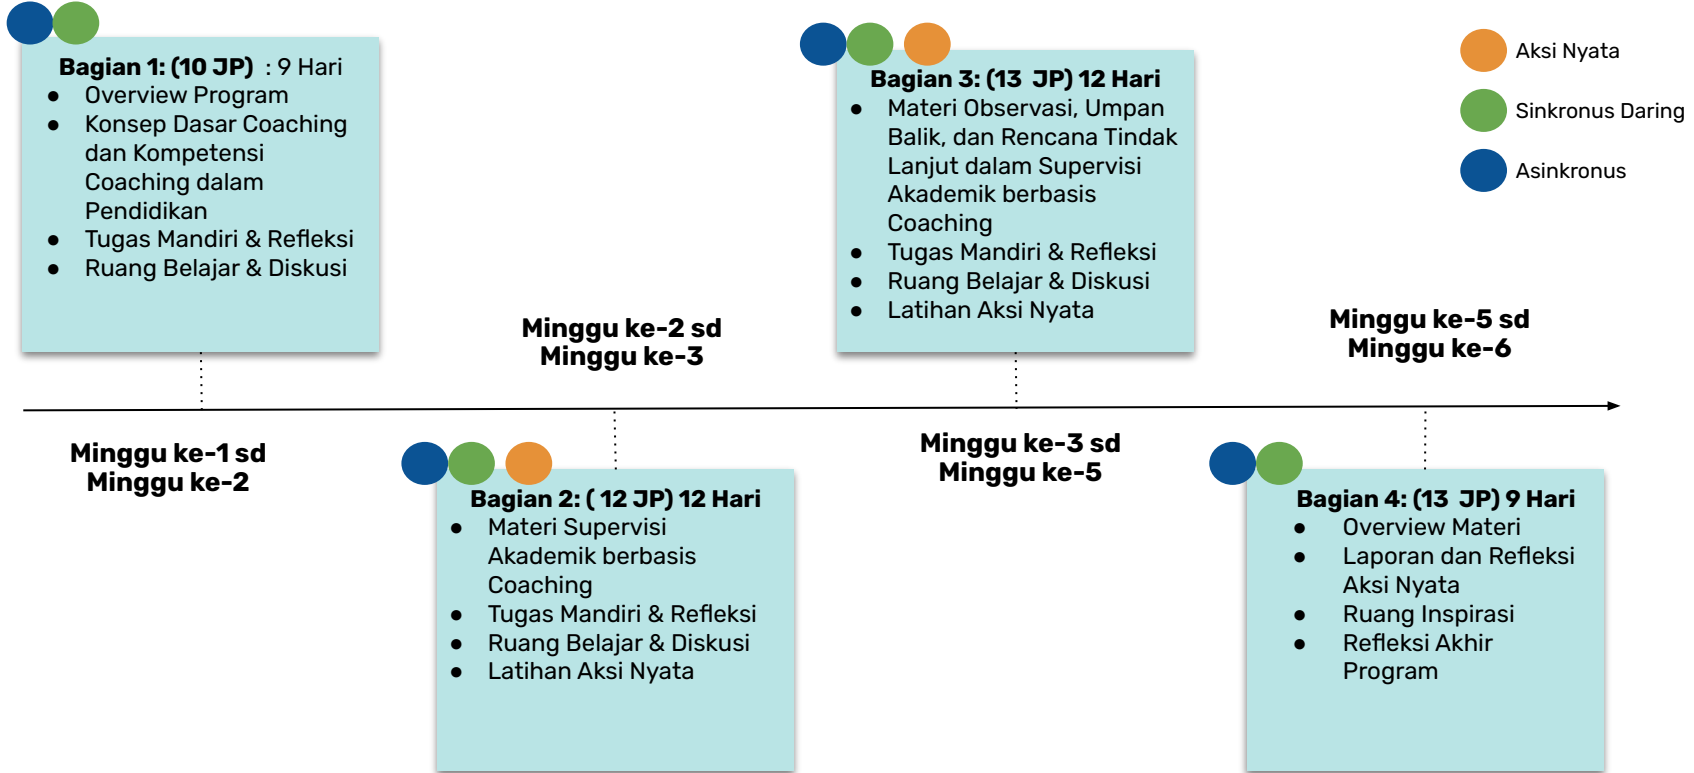 Bagian 1: (10 JP) : 9 Hari
● Overview Program
● Konsep Dasar Coaching
dan Kompetensi
Coaching dalam
Pendidikan
● Tugas Mandiri & Refleksi
● Ruang Belajar & Diskusi
Minggu ke-1 sd
Minggu ke-2
Minggu ke-2 sd
Minggu ke-3
Bagian 2: ( 12 JP) 12 Hari
● Materi Supervisi
Akademik berbasis
Coaching
● Tugas Mandiri & Refleksi
● Ruang Belajar & Diskusi
● Latihan Aksi Nyata
Bagian 3: (13 JP) 12 Hari
● Materi Observasi, Umpan
Balik, dan Rencana Tindak
Lanjut dalam Supervisi
Akademik berbasis
Coaching
● Tugas Mandiri & Refleksi
● Ruang Belajar & Diskusi
● Latihan Aksi Nyata
Minggu ke-3 sd
Minggu ke-5
Minggu ke-5 sd
Minggu ke-6
Bagian 4: (13 JP) 9 Hari
● Overview Materi
● Laporan dan Refleksi
Aksi Nyata
● Ruang Inspirasi
● Refleksi Akhir
Program
Aksi Nyata
Sinkronus Daring
Asinkronus